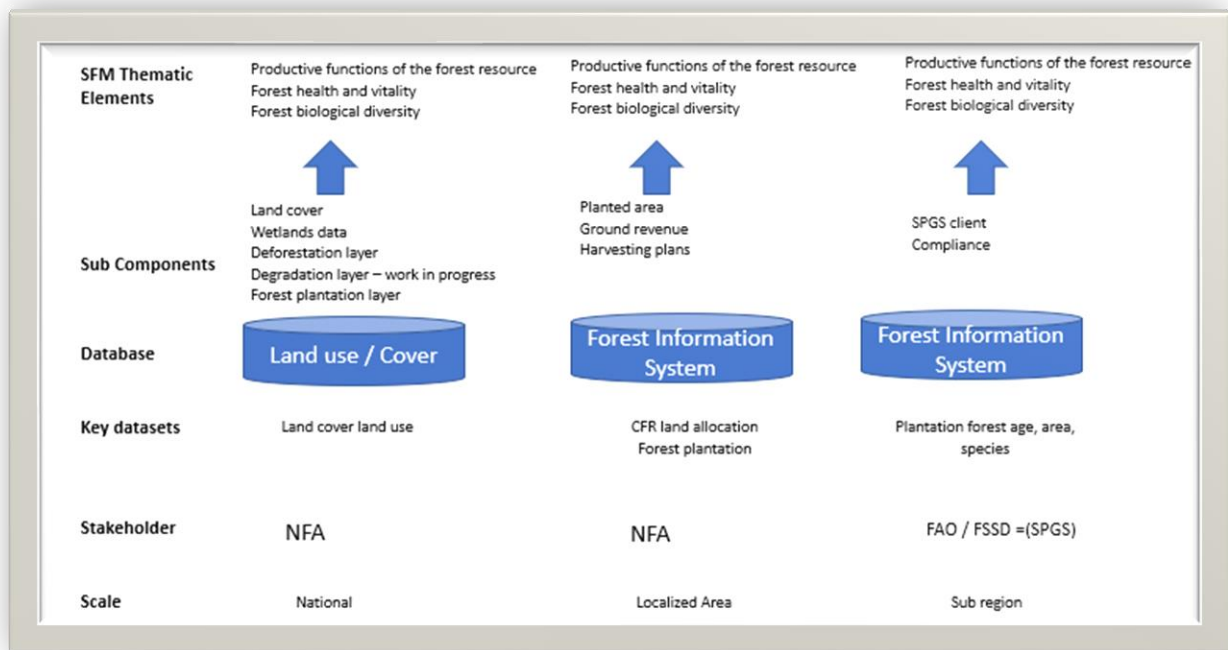 SFM Thematic
Elements
Productive functions of the forest resource
Forest health and vitality
Forest biological diversity
Productive functions of the forest resource
Forest health and vitality
Forest biological diversity
Productive functions of the forest resource
Forest health and vitality
Forest biological diversity
Sub Components
Land cover
Wetlands data
Deforestation layer
Degradation layer – work in progress
Forest plantation layer
Planted area
Ground revenue
Harvesting plans
SPGS client
Compliance
Database
Land use / Cover
Forest Information
System
Forest Information
System
Key datasets
Land cover land use
CFR land allocation
Forest plantation
Plantation forest age, area,
species
Stakeholder
NFA
NFA
FAO / FSSD =(SPGS)
Scale
National
Localized Area
Sub region